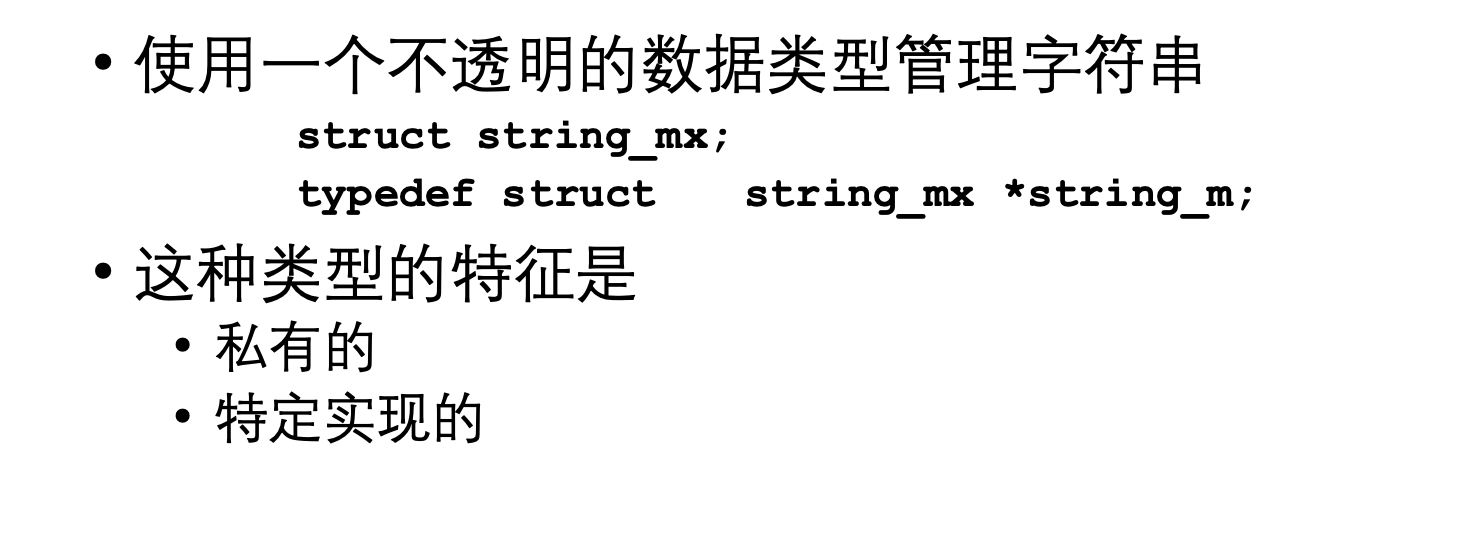 • 使用一个不透明的数据类型管理字符串
struct string_mx;
typedef struct string_mx *string_m;
• 这种类型的特征是
• 私有的
• 特定实现的